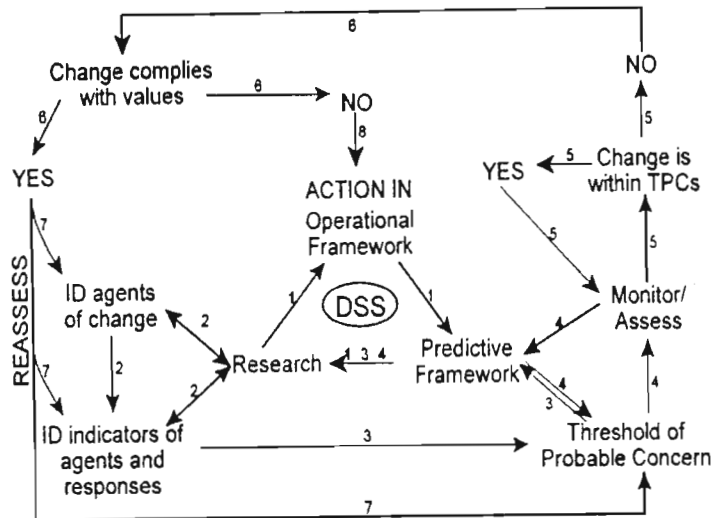 6
Change complies
with values
6
NO
NO
6
8
5
YES
YES
5
Change is
within TPCs
ACTION IN
Operational
Framework
7
5
5
REASSESS
ID agents
of change
1
DSS
1
Monitor/
Assess
2
4
Research
1 3 4
Predictive
Framework
7
2
2
4
3
4
ID indicators of
agents and
responses
3
Threshold of
Probable Concern
7